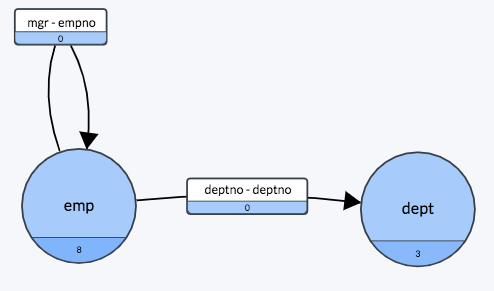 mgr - empno
0
emp
8
deptno - deptno
0
dept
3